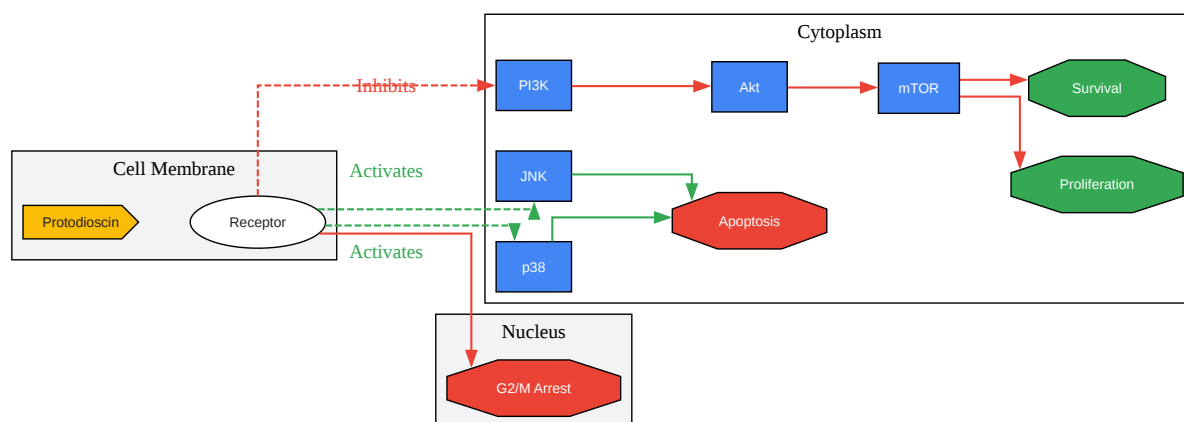 Cytoplasm
Inhibits
PI3K
Akt
mTOR
Survival
Cell Membrane
Activates
JNK
Proliferation
Protodioscin
Receptor
Apoptosis
Activates
p38
Nucleus
G2/M Arrest